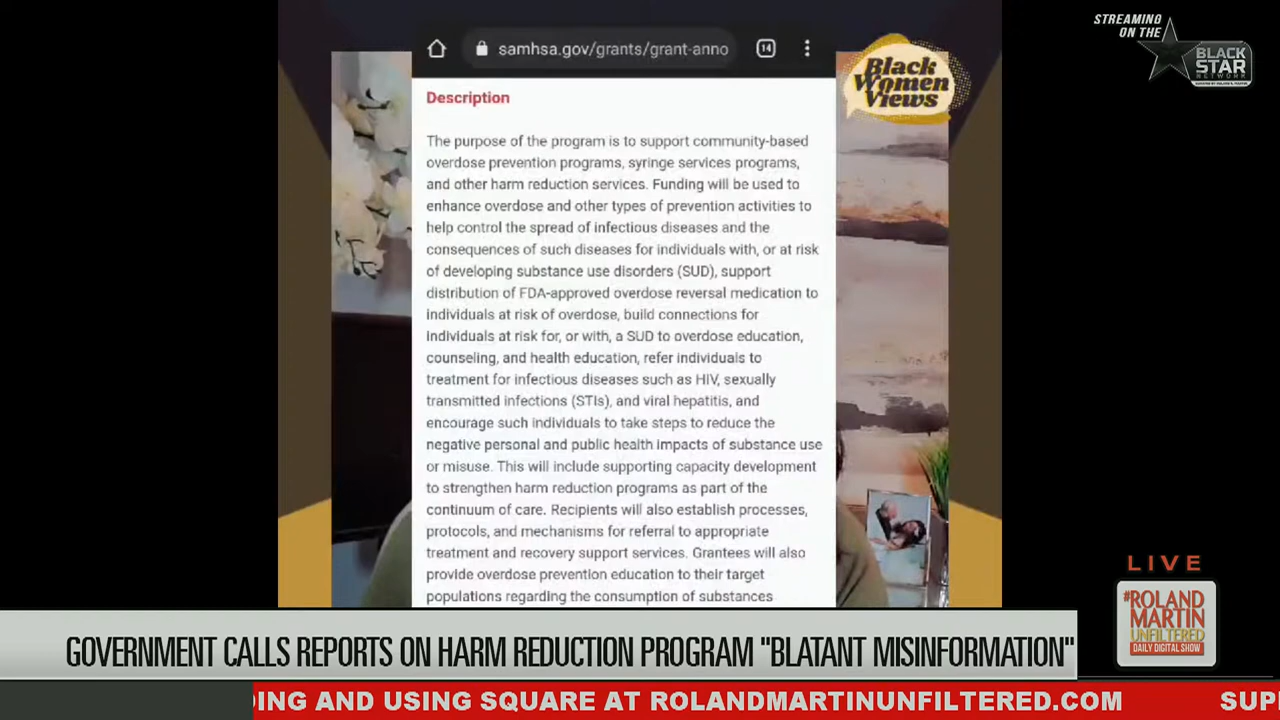 STREAMING
ON THE
BLACK
STAR
NETWORK
samhsa.gov/grants/grant-anno
14
Black
Women
Views
Description
The purpose of the program is to support community-based
overdose prevention programs, syringe services programs,
and other harm reduction services. Funding will be used to
enhance overdose and other types of prevention activities to
help control the spread of infectious diseases and the
consequences of such diseases for individuals with, or at risk
of developing substance use disorders (SUD), support
distribution of FDA-approved overdose reversal medication to
individuals at risk of overdose, build connections for
individuals at risk for, or with, a SUD to overdose education,
counseling, and health education, refer individuals to
treatment for infectious diseases such as HIV, sexually
transmitted infections (STIs), and viral hepatitis, and
encourage such individuals to take steps to reduce the
negative personal and public health impacts of substance use
or misuse. This will include supporting capacity development
to strengthen harm reduction programs as part of the
continuum of care. Recipients will also establish processes,
protocols, and mechanisms for referral to appropriate
treatment and recovery support services. Grantees will also
provide overdose prevention education to their target
populations regarding the consumption of substances
LIVE
#ROLAND
MARTIN
UNFILTERED
DAILY DIGITAL SHOW
GOVERNMENT CALLS REPORTS ON HARM REDUCTION PROGRAM "BLATANT MISINFORMATION"
DING AND USING SQUARE AT ROLANDMARTINUNFILTERED.COM SUP